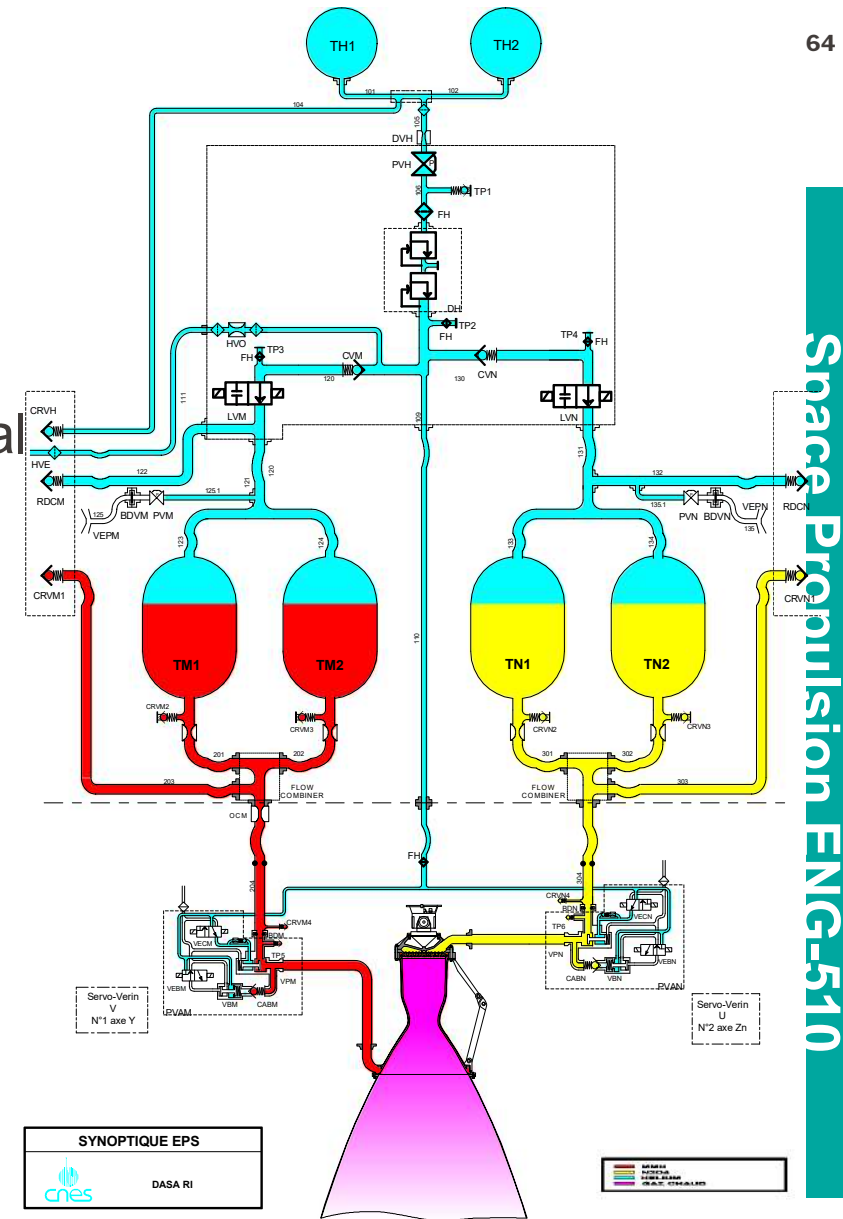 64
TH1
TH2
101
102
104
105
DVH
PVH
P
106
TP1
FH
DH
TP2
FH
HVO
TP3
FH
CVM
120
130
CVN
TP4
FH
111
LVM
LVN
109
CRVH
al
HVE
RDCM
122
121
120
131
132
RDCN
125.1
135.1
125
BDVM
PVM
VEPM
PVN
BDVN
VEPN
135
123
124
133
134
CRVM1
CRVN1
110
TM1
TM2
TN1
TN2
CRVM2
CRVM3
CRVN2
CRVN3
201
202
301
302
203
303
FLOW
COMBINER
FLOW
COMBINER
OCM
FH
204
304
CRVM4
BDM
VECM
TP5
VEBM
VPM
VBM
CABM
PVAM
CRVN4
BDN
VECN
TP6
VPN
VEBN
CABN
VBN
PVAN
Servo-Verin
V
N°1 axe Y
Servo-Verin
U
N°2 axe Zn
SYNOPTIQUE EPS
cnes
DASA RI
MMH
N2O4
HELIUM
GAZ CHAUD
Space Propulsion ENG-510